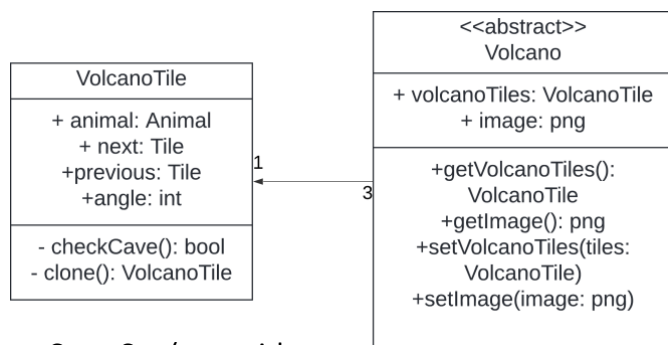 VolcanoTile
+ animal: Animal
+ next: Tile
+previous: Tile
+angle: int
- checkCave(): bool
- clone(): VolcanoTile
1
3
<<abstract>>
Volcano
+ volcanoTiles: VolcanoTile
+ image: png
+getVolcanoTiles():
VolcanoTile
+getImage(): png
+setVolcanoTiles(tiles:
VolcanoTile)
+setImage(image: png)